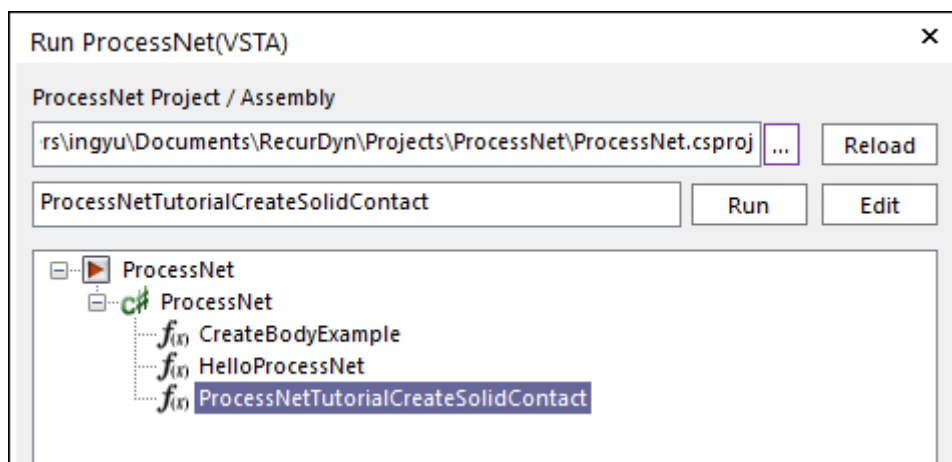 Run ProcessNet(VSTA)
ProcessNet Project / Assembly
rs\ingyu\Documents\RecurDyn\Projects\ProcessNet\ProcessNet.csproj ... Reload
ProcessNetTutorialCreateSolidContact Run Edit
ProcessNet
C# ProcessNet
f(x) CreateBodyExample
f(x) HelloProcessNet
f(x) ProcessNetTutorialCreateSolidContact